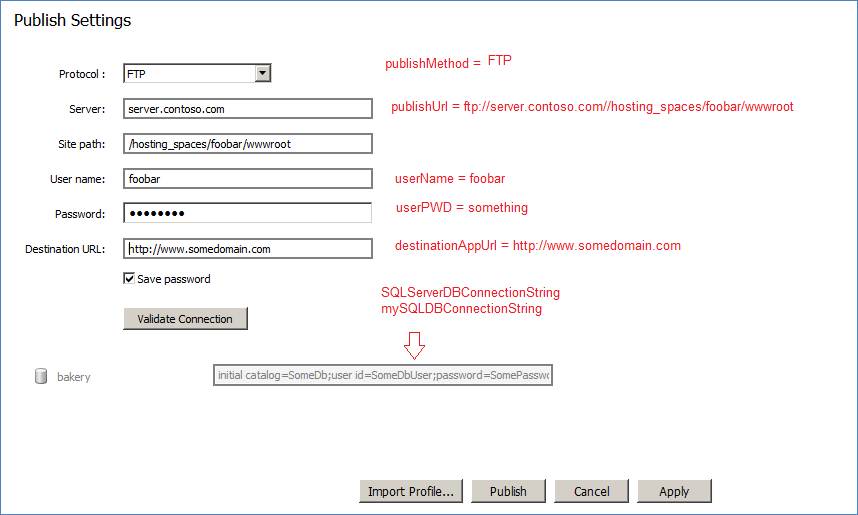 Publish Settings
Protocol : FTP publishMethod = FTP
Server: server.contoso.com publishUrl = ftp://server.contoso.com//hosting_spaces/foobar/wwwroot
Site path: /hosting_spaces/foobar/wwwroot
User name: foobar userName = foobar
Password: ●●●●●●●● userPWD = something
Destination URL: http://www.somedomain.com destinationAppUrl = http://www.somedomain.com
Save password
SQLServerDBConnectionString
mySQLDBConnectionString
Validate Connection
bakery initial catalog=SomeDb;user id=SomeDbUser;password=SomePasswo
Import Profile... Publish Cancel Apply